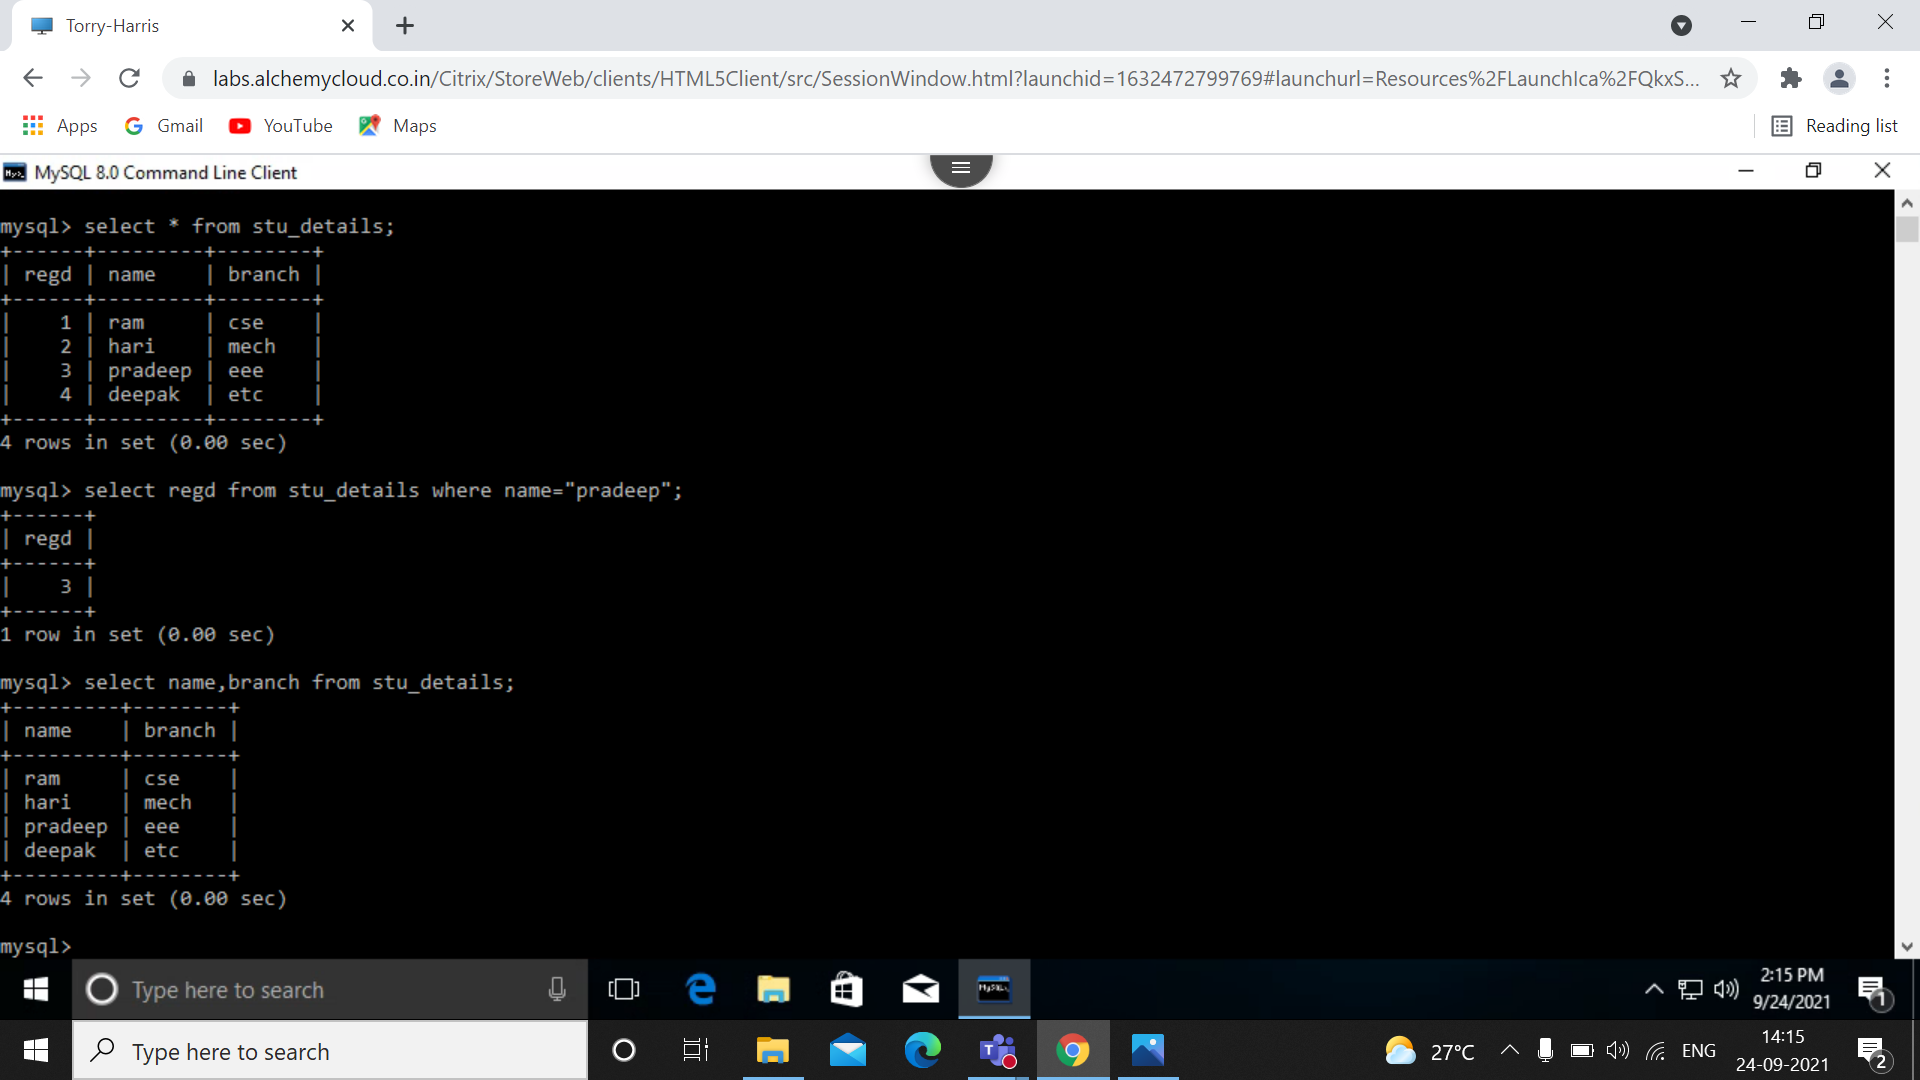 Torry-Harris
labs.alchemycloud.co.in/Citrix/StoreWeb/clients/HTML5Client/src/SessionWindow.html?launchid=1632472799769#launchurl=Resources%2FLaunchIca%2FQkxS...
Apps Gmail YouTube Maps Reading list
MySQL 8.0 Command Line Client
mysql> select * from stu_details;
+------+---------+--------+
| regd | name    | branch |
+------+---------+--------+
|    1 | ram     | cse    |
|    2 | hari    | mech   |
|    3 | pradeep | eee    |
|    4 | deepak  | etc    |
+------+---------+--------+
4 rows in set (0.00 sec)
mysql> select regd from stu_details where name="pradeep";
+------+
| regd |
+------+
|    3 |
+------+
1 row in set (0.00 sec)
mysql> select name,branch from stu_details;
+---------+--------+
| name    | branch |
+---------+--------+
| ram     | cse    |
| hari    | mech   |
| pradeep | eee    |
| deepak  | etc    |
+---------+--------+
4 rows in set (0.00 sec)
mysql>
Type here to search
2:15 PM
9/24/2021
1
Type here to search
27°C ENG
14:15
24-09-2021
2